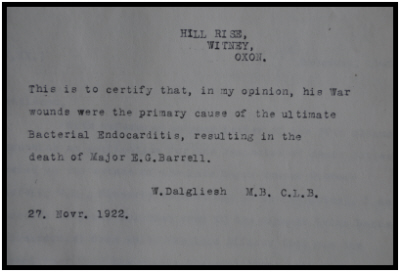 HILL RISE,
WITNEY,
OXON.
This is to certify that, in my opinion, his War
wounds were the primary cause of the ultimate
Bacterial Endocarditis, resulting in the
death of Major E.G.Barrell.
W.Dalgliesh M.B. C.L.B.
27. Novr. 1922.